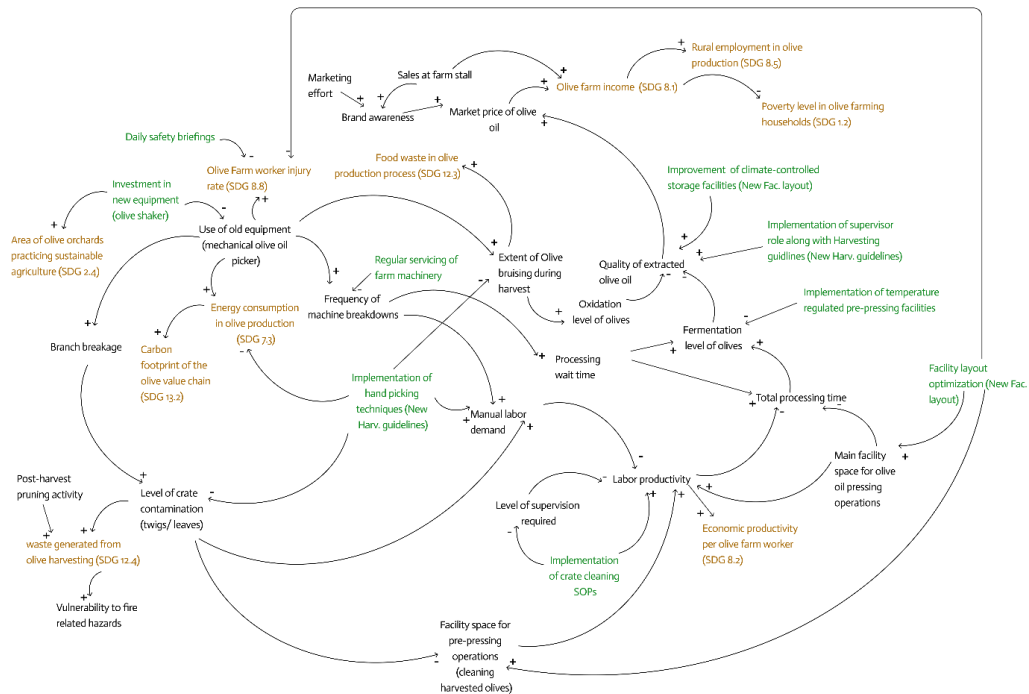 Rural employment in olive
production (SDG 8.5)
Marketing
effort
Sales at farm stall
Olive farm income (SDG 8.1)
Brand awareness
Market price of olive
oil
Poverty level in olive farming
households (SDG 1.2)
Daily safety briefings
Olive Farm worker injury
rate (SDG 8.8)
Food waste in olive
production process (SDG 12.3)
Improvement of climate-controlled
storage facilities (New Fac. layout)
Investment in
new equipment
(olive shaker)
Area of olive orchards
practicing sustainable
agriculture (SDG 2.4)
Use of old equipment
(mechanical olive oil
picker)
Regular servicing of
farm machinery
Extent of Olive
bruising during
harvest
Quality of extracted
olive oil
Implementation of supervisor
role along with Harvesting
guidlines (New Harv. guidelines)
Energy consumption
in olive production
(SDG 7.3)
Frequency of
machine breakdowns
Oxidation
level of olives
Implementation of temperature
regulated pre-pressing facilities
Fermentation
level of olives
Branch breakage
Carbon
footprint of the
olive value chain
(SDG 13.2)
Processing
wait time
Implementation of
hand picking
techniques (New
Harv. guidelines)
Manual labor
demand
Total processing time
Facility layout
optimization (New Fac.
layout)
Main facility
space for olive
oil pressing
operations
Post-harvest
pruning activity
Level of crate
contamination
(twigs/ leaves)
Labor productivity
Level of supervision
required
Economic productivity
per olive farm worker
(SDG 8.2)
waste generated from
olive harvesting (SDG 12.4)
Implementation
of crate cleaning
SOPs
Vulnerability to fire
related hazards
Facility space for
pre-pressing
operations
(cleaning
harvested olives)